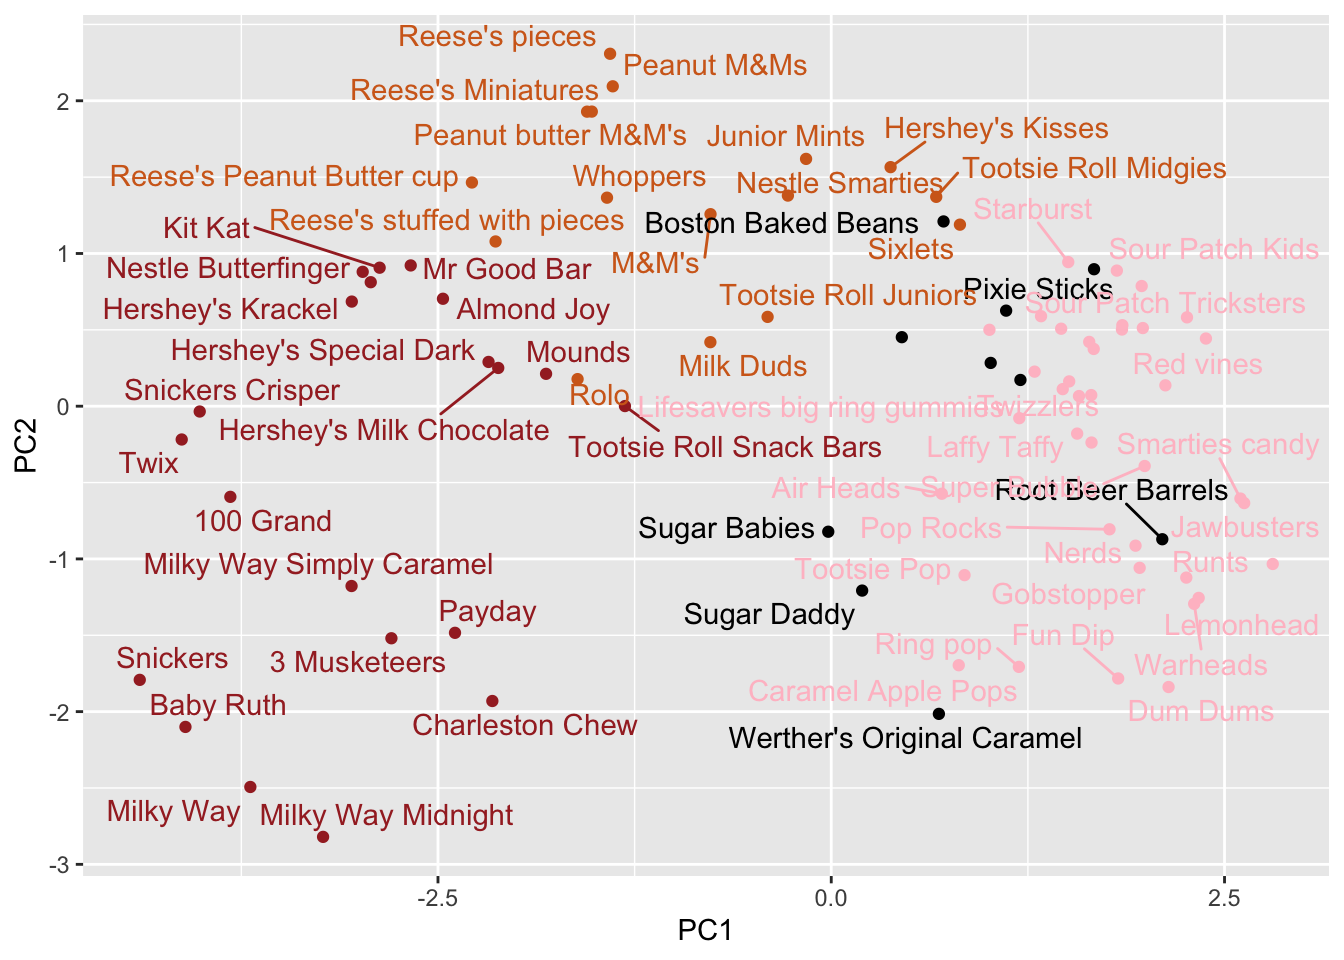 Reese's pieces
Peanut M&Ms
Reese's Miniatures
Peanut butter M&M's
Junior Mints
Hershey's Kisses
Reese's Peanut Butter cup
Whoppers
Nestle Smarties
Tootsie Roll Midgies
Kit Kat
Reese's stuffed with pieces
Boston Baked Beans
Starburst
Nestle Butterfinger
Mr Good Bar
M&M's
Sixlets
Sour Patch Kids
Hershey's Krackel
Almond Joy
Tootsie Roll Juniors
Pixie Sticks
Sour Patch Tricksters
Hershey's Special Dark
Mounds
Milk Duds
Red vines
Snickers Crisper
Rolo
Lifesavers big ring gummies
Twizzlers
Hershey's Milk Chocolate
Tootsie Roll Snack Bars
Laffy Taffy
Smarties candy
Twix
Air Heads
Super Bubble
Root Beer Barrels
100 Grand
Sugar Babies
Pop Rocks
Jawbusters
Milky Way Simply Caramel
Tootsie Pop
Nerds
Runts
Payday
Sugar Daddy
Gobstopper
Snickers
3 Musketeers
Ring pop
Fun Dip
Lemonhead
Warheads
Baby Ruth
Charleston Chew
Caramel Apple Pops
Dum Dums
Werther's Original Caramel
Milky Way
Milky Way Midnight
2
1
0
-1
-2
-3
PC2
-2.5
0.0
2.5
PC1